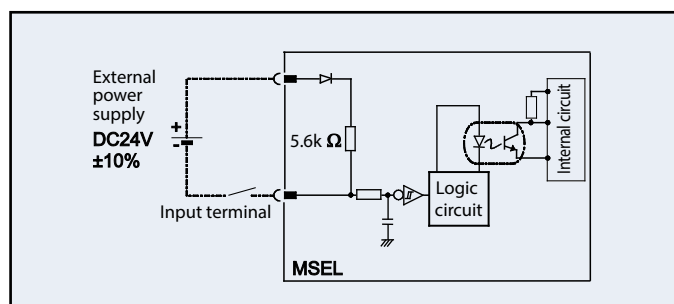 External
power
supply
DC24V
±10%
+
-
5.6k Ω
Input terminal
Logic
circuit
Internal circuit
MSEL